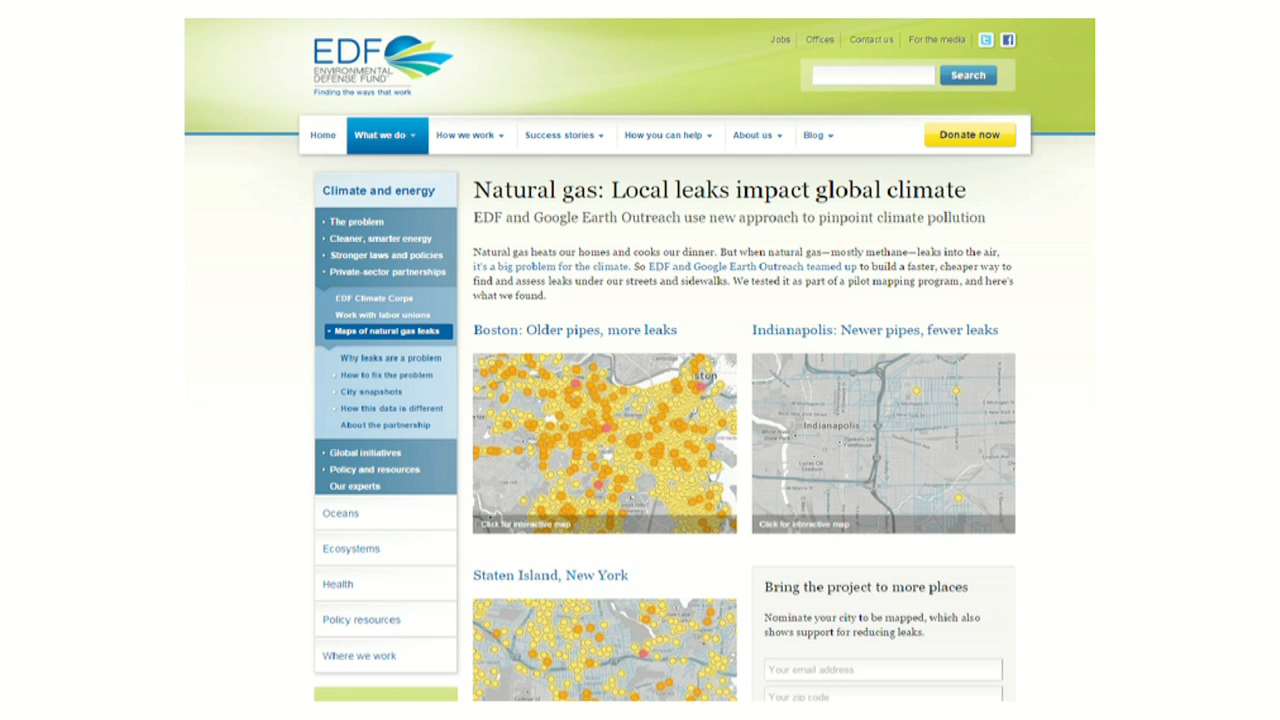 Jobs
Offices
Contact us
For the media
EDF
ENVIRONMENTAL
DEFENSE FUND
Finding the ways that work
Search
Home
What we do
How we work
Success stories
How you can help
About us
Blog
Donate now
Climate and energy
The problem
Cleaner, smarter energy
Stronger laws and policies
Private-sector partnerships
EDF Climate Corps
Work with labor unions
Maps of natural gas leaks
Why leaks are a problem
How to fix the problem
City snapshots
How this data is different
About the partnership
Global initiatives
Policy and resources
Our experts
Oceans
Ecosystems
Health
Policy resources
Where we work
Natural gas: Local leaks impact global climate
EDF and Google Earth Outreach use new approach to pinpoint climate pollution
Natural gas heats our homes and cooks our dinner. But when natural gas—mostly methane—leaks into the air,
it's a big problem for the climate. So EDF and Google Earth Outreach teamed up to build a faster, cheaper way to
find and assess leaks under our streets and sidewalks. We tested it as part of a pilot mapping program, and here's
what we found.
Boston: Older pipes, more leaks
Click for interactive map
Indianapolis: Newer pipes, fewer leaks
Indianapolis
Click for interactive map
Staten Island, New York
Bring the project to more places
Nominate your city to be mapped, which also
shows support for reducing leaks.
Your email address
Your zip code